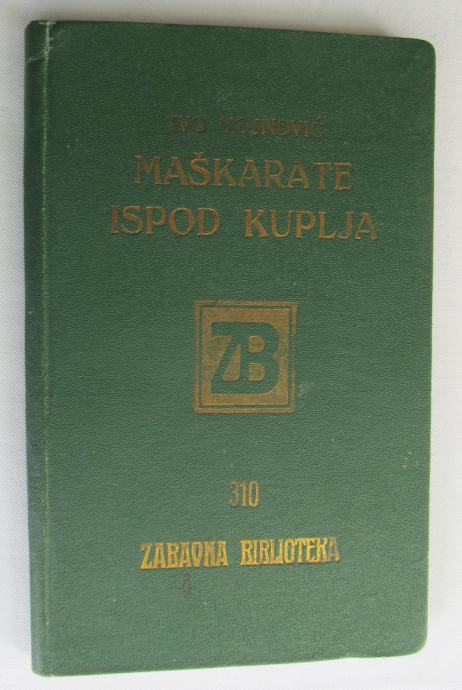 IVO VOJNOVIĆ
MAŠKARATE
ISPOD KUPLJA
ZB
310
ZABAVNA BIBLIOTEKA